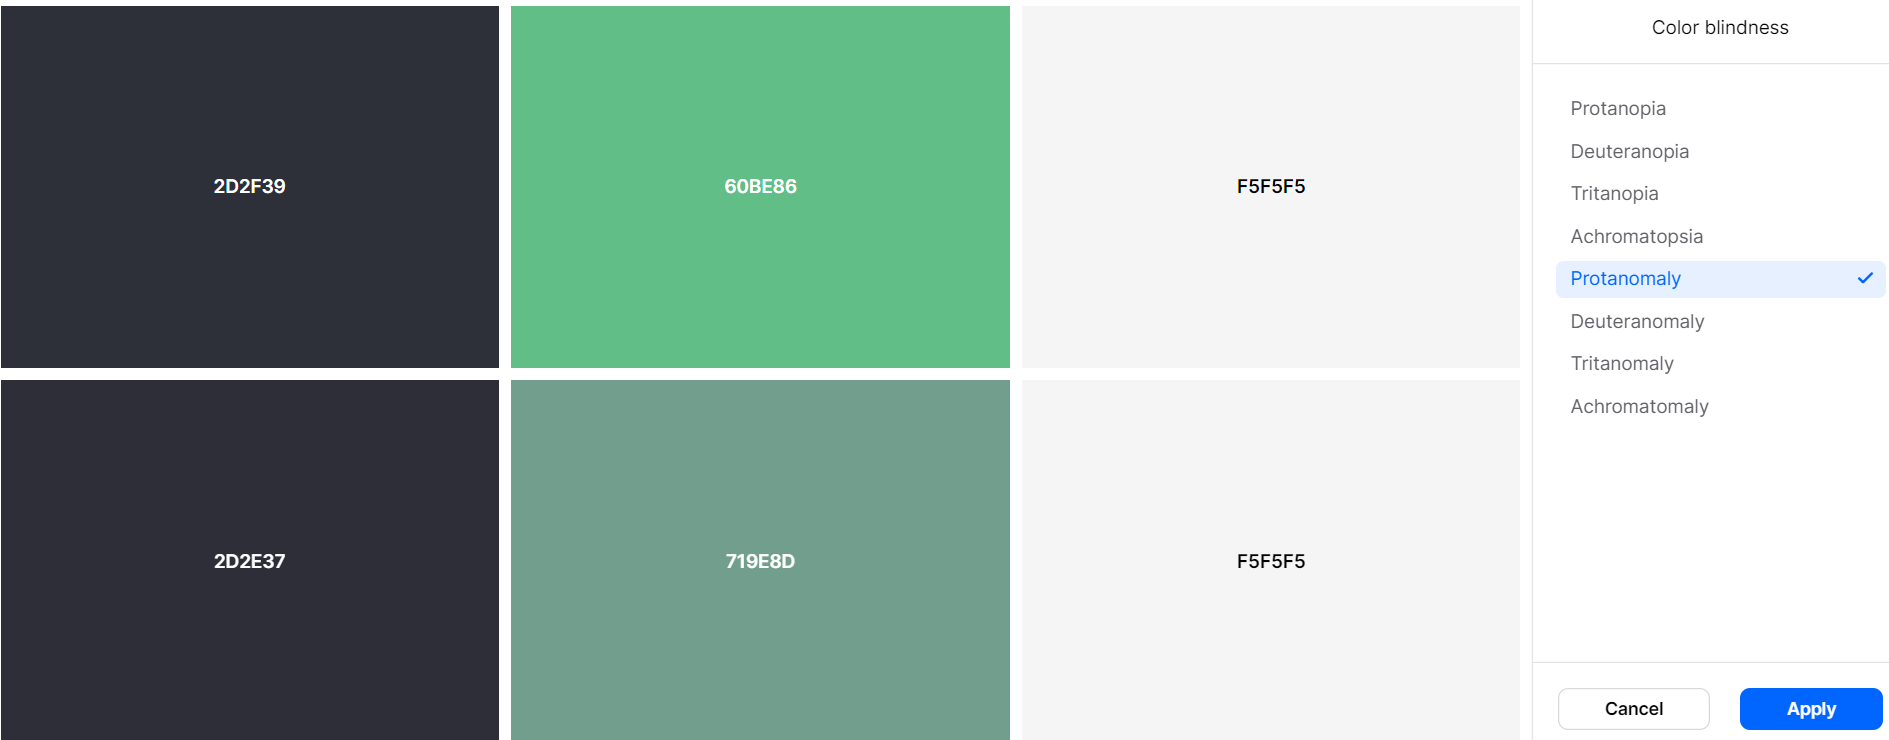 Color blindness
2D2F39
60BE86
F5F5F5
2D2E37
719E8D
F5F5F5
Protanopia
Deuteranopia
Tritanopia
Achromatopsia
Protanomaly
Deuteranomaly
Tritanomaly
Achromatomaly
Cancel
Apply